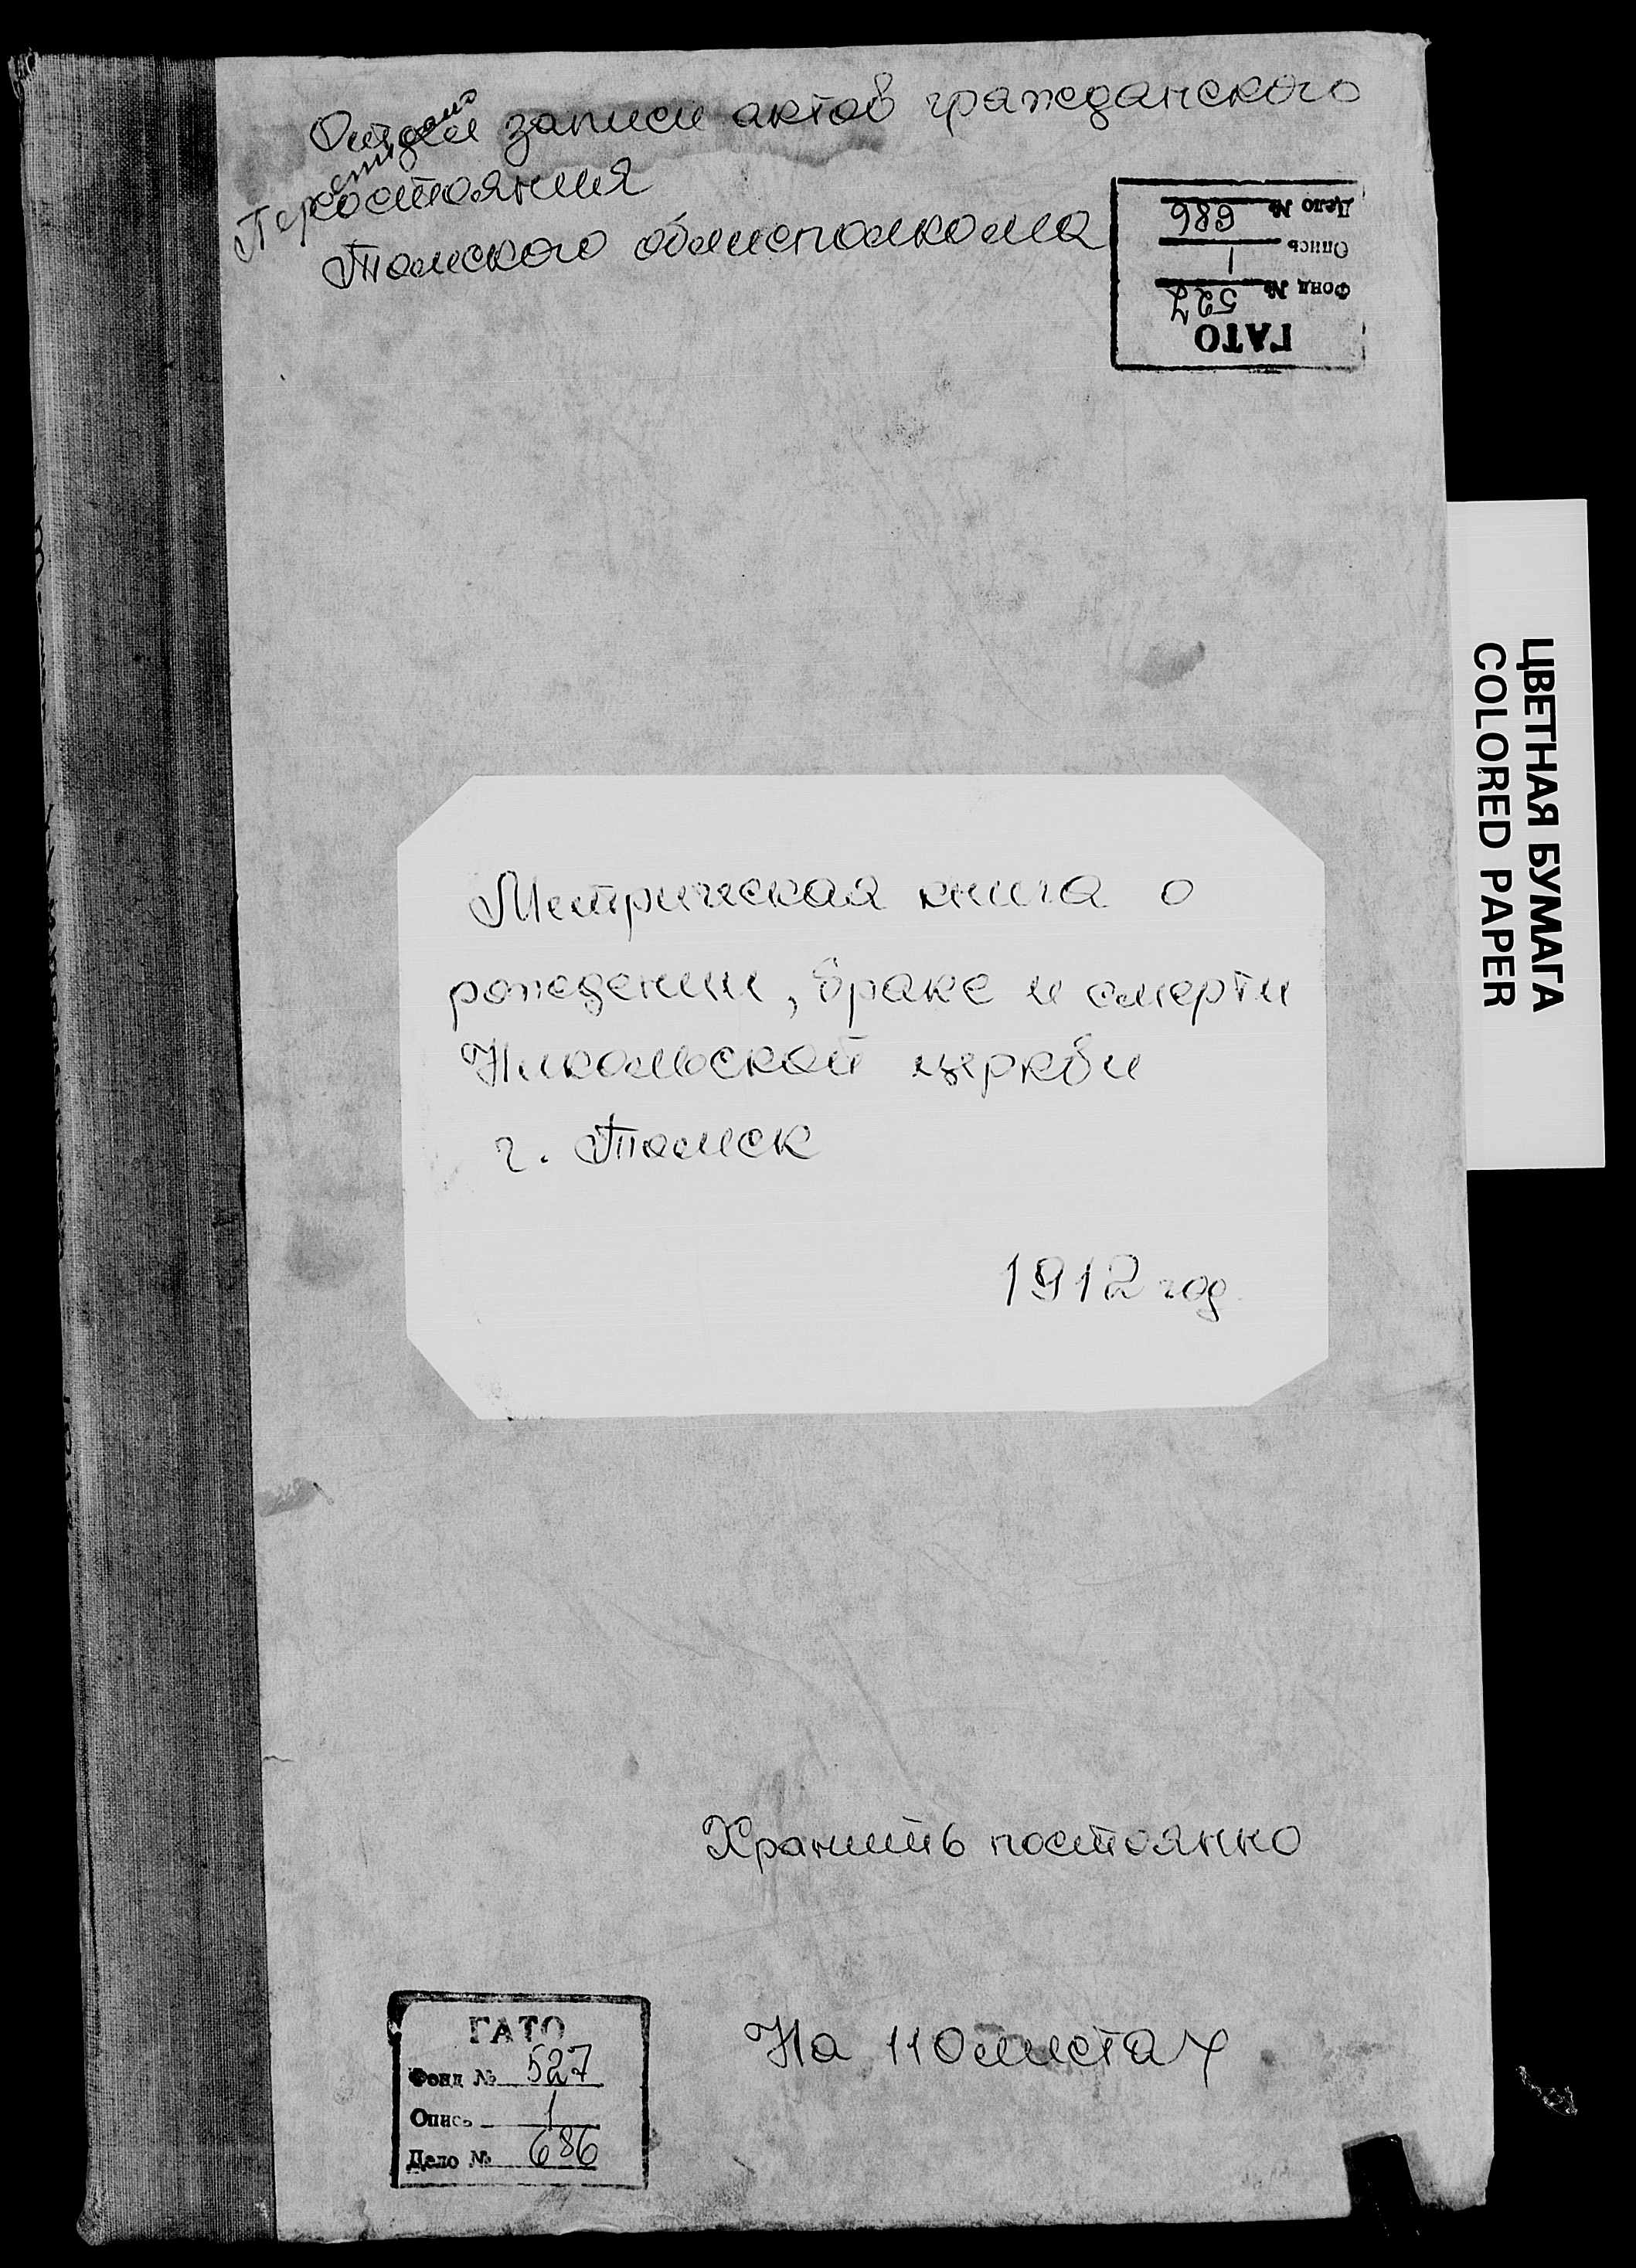 Отдел записи актов гражданского
состояния
Томского облисполкома
Дело № 686
Опись 1
Фонд № 527
ГАТО
ЦВЕТНАЯ БУМАГА
COLORED PAPER
Метрическая книга о
рождении, браке и смерти
Никольской церкви
г. Томск
1912 год
Хранить постоянно
На 110 листах
ГАТО
Фонд № 527
Опись 1
Дело № 686